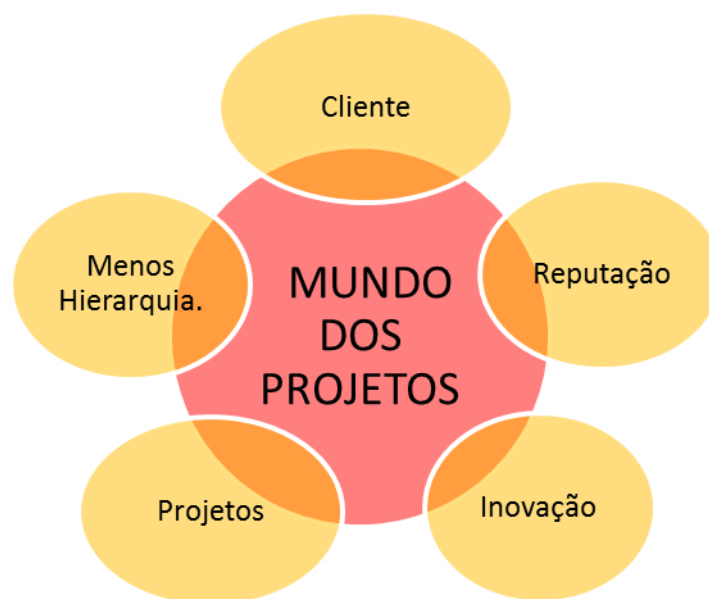 Cliente
Menos
Hierarquia.
MUNDO
DOS
PROJETOS
Reputação
Projetos
Inovação